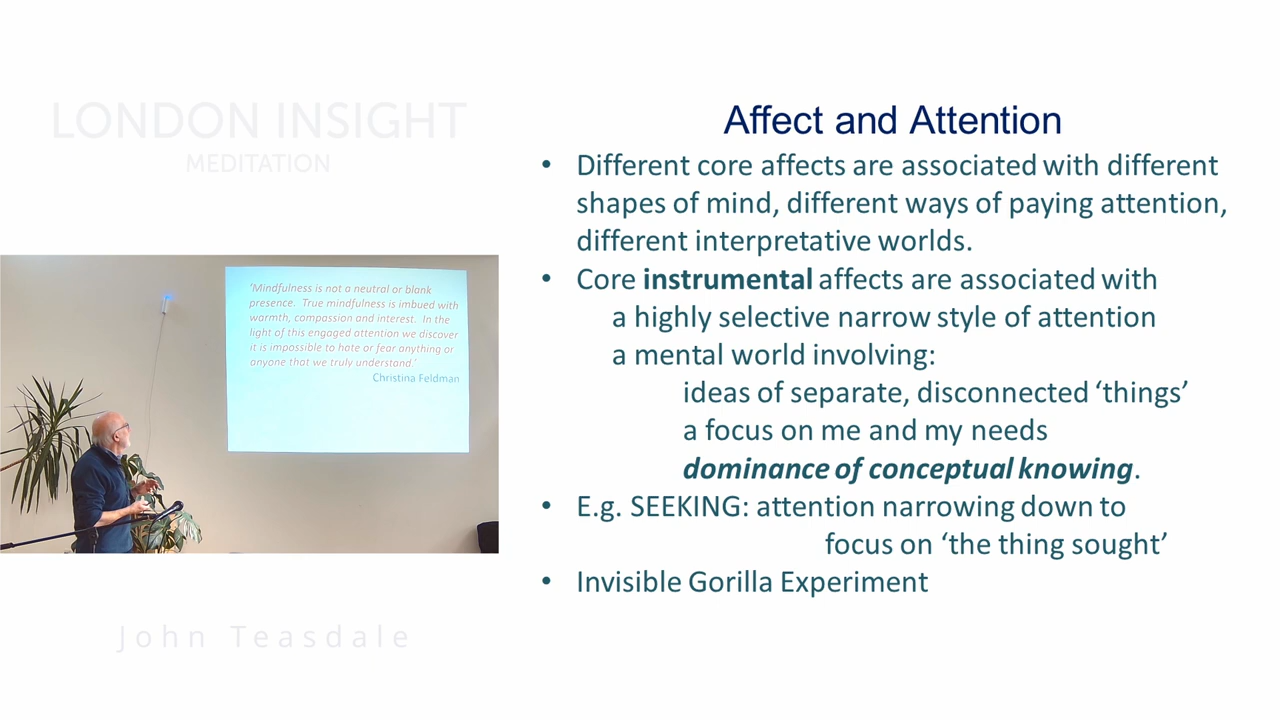 LONDON INSIGHT
MEDITATION
'Mindfulness is not a neutral or blank
presence. True mindfulness is imbued with
warmth, compassion and interest. In the
light of this engaged attention we discover
it is impossible to hate or fear anything or
anyone that we truly understand.'
Christina Feldman
John Teasdale
Affect and Attention
• Different core affects are associated with different
shapes of mind, different ways of paying attention,
different interpretative worlds.
• Core instrumental affects are associated with
a highly selective narrow style of attention
a mental world involving:
ideas of separate, disconnected ‘things’
a focus on me and my needs
dominance of conceptual knowing.
• E.g. SEEKING: attention narrowing down to
focus on ‘the thing sought’
• Invisible Gorilla Experiment